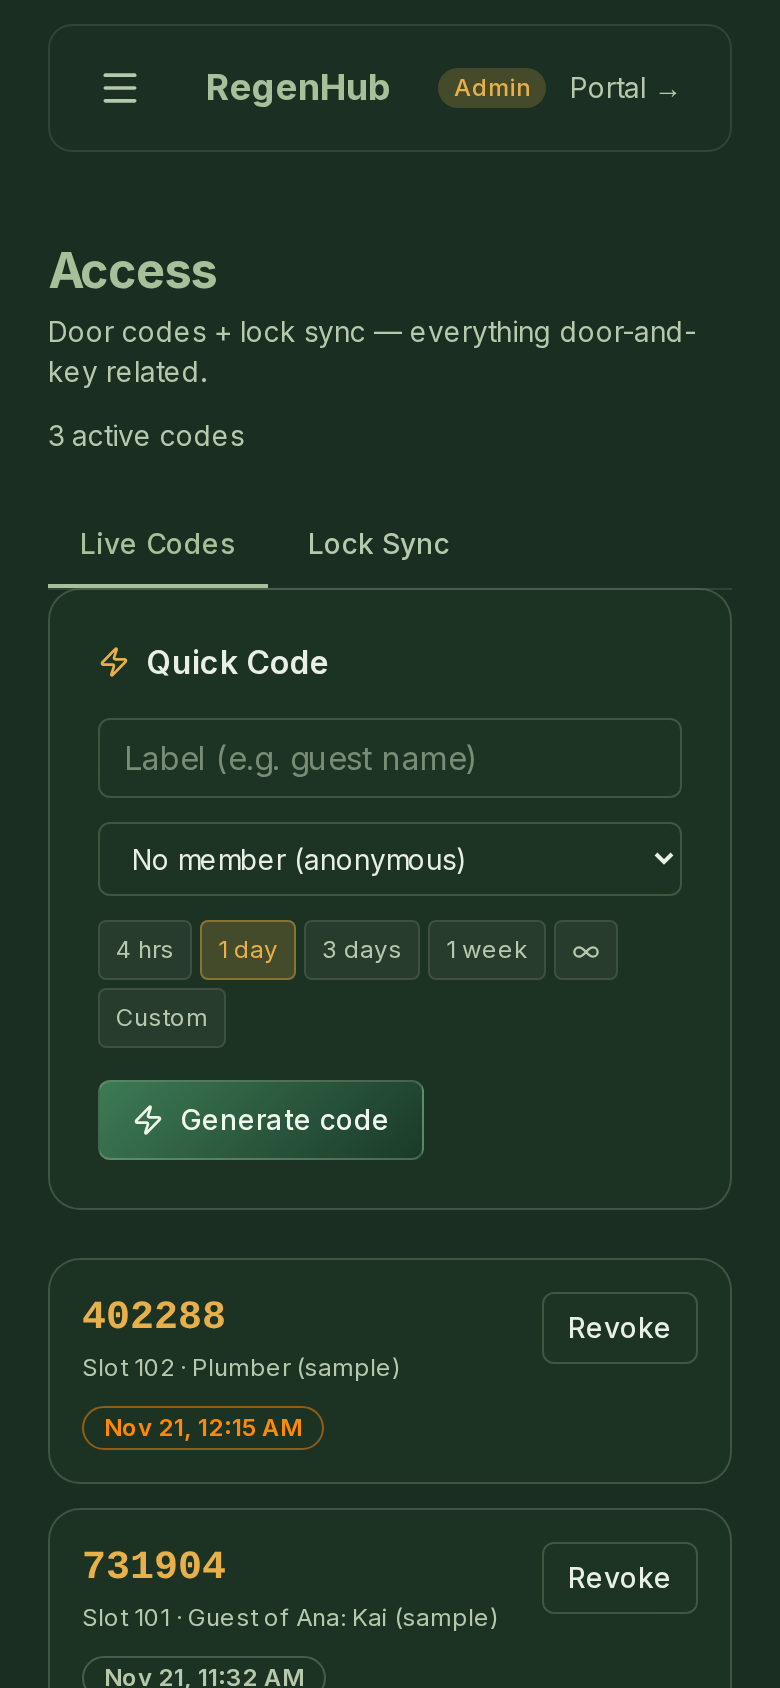 RegenHub
Admin
Portal →
Access
Door codes + lock sync — everything door-and-
key related.
3 active codes
Live Codes
Lock Sync
Quick Code
Label (e.g. guest name)
No member (anonymous)
4 hrs
1 day
3 days
1 week
∞
Custom
Generate code
402288
Revoke
Slot 102 · Plumber (sample)
Nov 21, 12:15 AM
731904
Revoke
Slot 101 · Guest of Ana: Kai (sample)
Nov 21, 11:32 AM